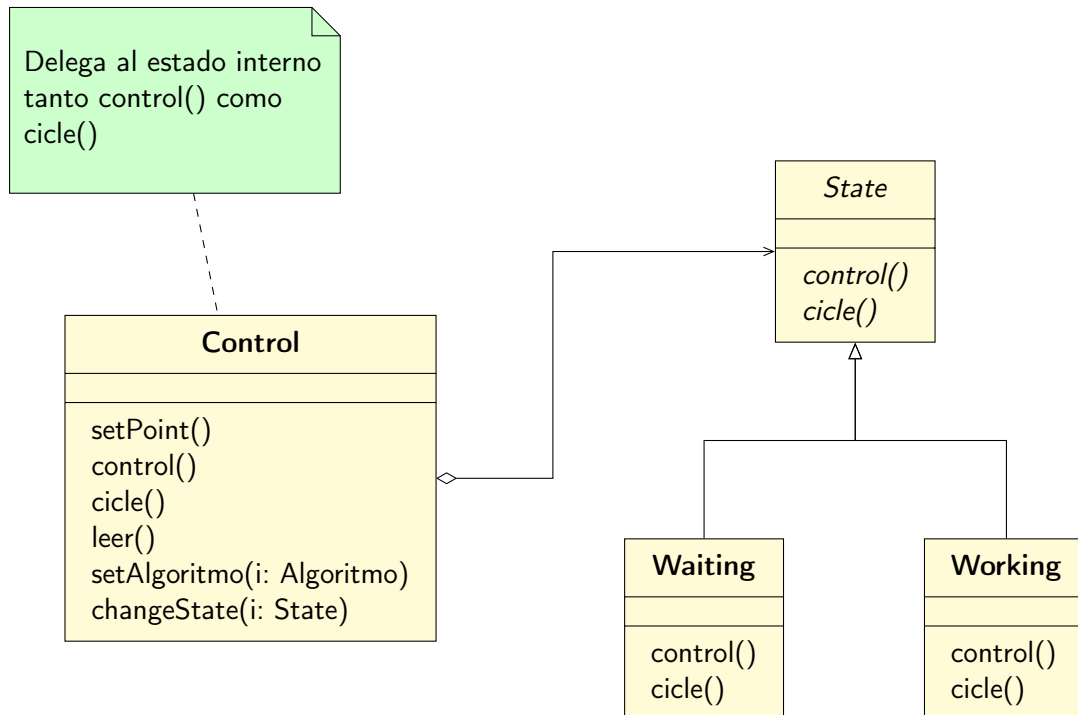 Delega al estado interno
tanto control() como
cicle()
State
control()
cicle()
Control
setPoint()
control()
cicle()
leer()
setAlgoritmo(i: Algoritmo)
changeState(i: State)
Waiting
control()
cicle()
Working
control()
cicle()